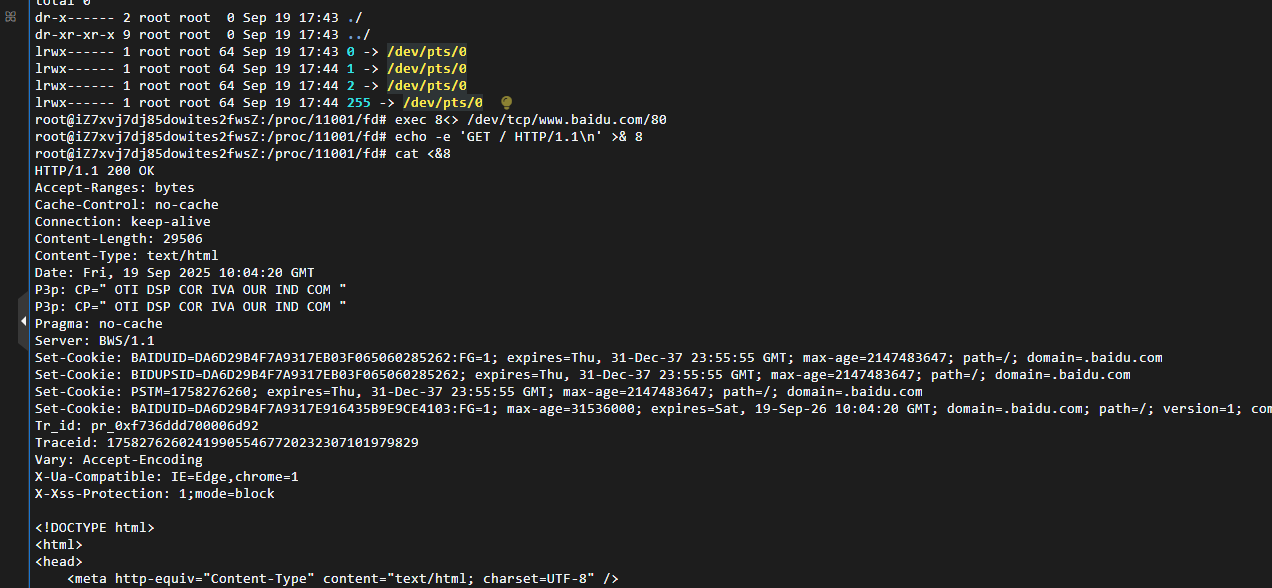 total 0
dr-x------ 2 root root  0 Sep 19 17:43 ./
dr-xr-xr-x 9 root root  0 Sep 19 17:43 ../
lrwx------ 1 root root 64 Sep 19 17:43 0 -> /dev/pts/0
lrwx------ 1 root root 64 Sep 19 17:44 1 -> /dev/pts/0
lrwx------ 1 root root 64 Sep 19 17:44 2 -> /dev/pts/0
lrwx------ 1 root root 64 Sep 19 17:44 255 -> /dev/pts/0
root@iZ7xvj7dj85dowites2fwsZ:/proc/11001/fd# exec 8<> /dev/tcp/www.baidu.com/80
root@iZ7xvj7dj85dowites2fwsZ:/proc/11001/fd# echo -e 'GET / HTTP/1.1\n' >& 8
root@iZ7xvj7dj85dowites2fwsZ:/proc/11001/fd# cat <&8
HTTP/1.1 200 OK
Accept-Ranges: bytes
Cache-Control: no-cache
Connection: keep-alive
Content-Length: 29506
Content-Type: text/html
Date: Fri, 19 Sep 2025 10:04:20 GMT
P3p: CP=" OTI DSP COR IVA OUR IND COM "
P3p: CP=" OTI DSP COR IVA OUR IND COM "
Pragma: no-cache
Server: BWS/1.1
Set-Cookie: BAIDUID=DA6D29B4F7A9317EB03F065060285262:FG=1; expires=Thu, 31-Dec-37 23:55:55 GMT; max-age=2147483647; path=/; domain=.baidu.com
Set-Cookie: BIDUPSID=DA6D29B4F7A9317EB03F065060285262; expires=Thu, 31-Dec-37 23:55:55 GMT; max-age=2147483647; path=/; domain=.baidu.com
Set-Cookie: PSTM=1758276260; expires=Thu, 31-Dec-37 23:55:55 GMT; max-age=2147483647; path=/; domain=.baidu.com
Set-Cookie: BAIDUID=DA6D29B4F7A9317E916435B9E9CE4103:FG=1; max-age=31536000; expires=Sat, 19-Sep-26 10:04:20 GMT; domain=.baidu.com; path=/; version=1; com
Tr_id: pr_0xf736ddd700006d92
Traceid: 1758276260241990554677202323071019​79829
Vary: Accept-Encoding
X-Ua-Compatible: IE=Edge,chrome=1
X-Xss-Protection: 1;mode=block

<!DOCTYPE html>
<html>
<head>
    <meta http-equiv="Content-Type" content="text/html; charset=UTF-8" />